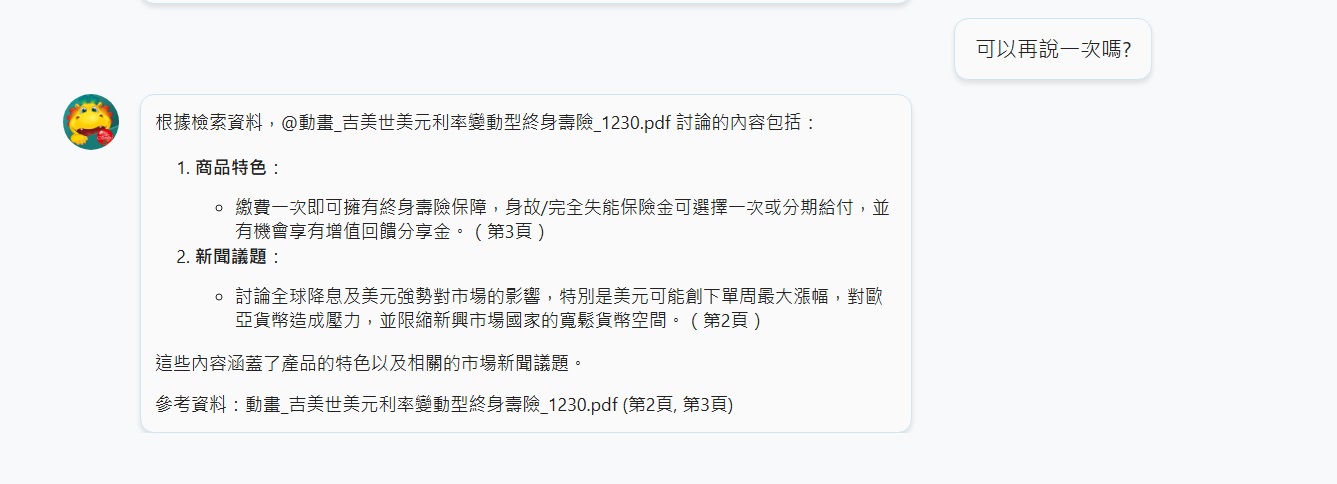 可以再說一次嗎?
根據檢索資料，@動畫_吉美世美元利率變動型終身壽險_1230.pdf 討論的內容包括：
1. 商品特色：
◦ 繳費一次即可擁有終身壽險保障，身故/完全失能保險金可選擇一次或分期給付，並
有機會享有增值回饋分享金。（第3頁）
2. 新聞議題：
◦ 討論全球降息及美元強勢對市場的影響，特別是美元可能創下單周最大漲幅，對歐
亞貨幣造成壓力，並限縮新興市場國家的寬鬆貨幣空間。（第2頁）
這些內容涵蓋了產品的特色以及相關的市場新聞議題。
參考資料：動畫_吉美世美元利率變動型終身壽險_1230.pdf (第2頁, 第3頁)